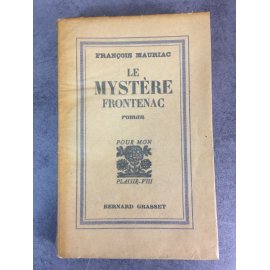 FRANÇOIS MAURIAC
LE
MYSTÈRE
FRONTENAC
roman
POUR MON
PLAISIR-VIII
BERNARD GRASSET